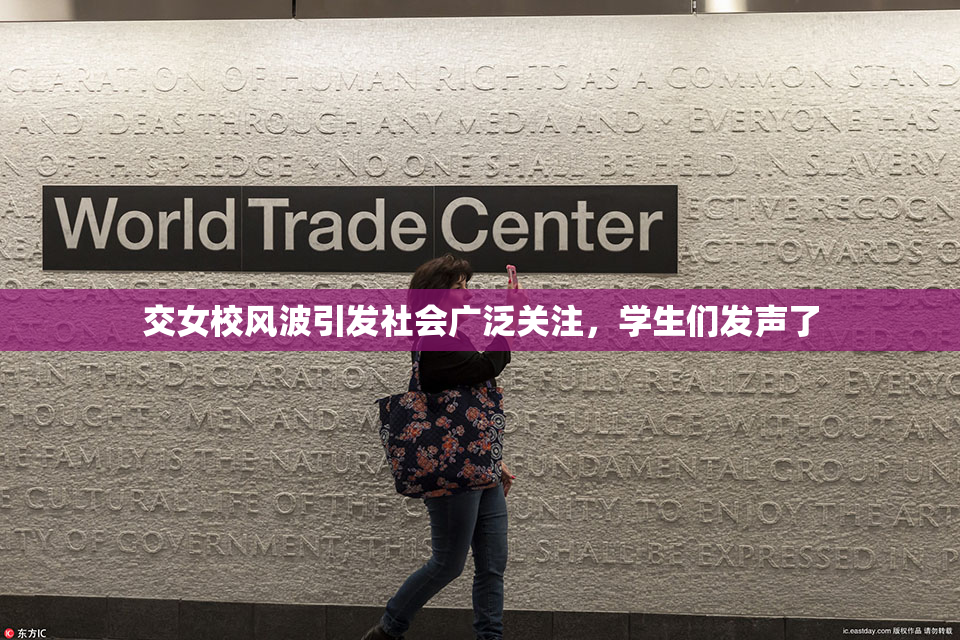 CLARATION OF HUMAN RIGHTS AS A COMMON STAND
AND IDEAS THROUGH ANY MEDIA AND EVERYONE HAS T
N OF THIS PLEDGE NO ONE SHALL BE HELD IN SLAVERY
World Trade Center
ECTIVE RECOGN
ACT TOWARDS O
交女校风波引发社会广泛关注，学生们发声了
IN THIS DECLARATION BE FULLY REALIZED EVERYO
THOUGHT MEN AND OF FULL AGE, WITHO
E FAMILY IS THE NATURA FUNDAMENTAL GROUP
E CULTURAL LIFE OF THE COMMUNITY, TO ENJOY THE ART
TY OF GOVERNMENT; THIS SHALL BE EXPRESSED IN P
东方IC
ic.eastday.com 版权作品 请勿转载